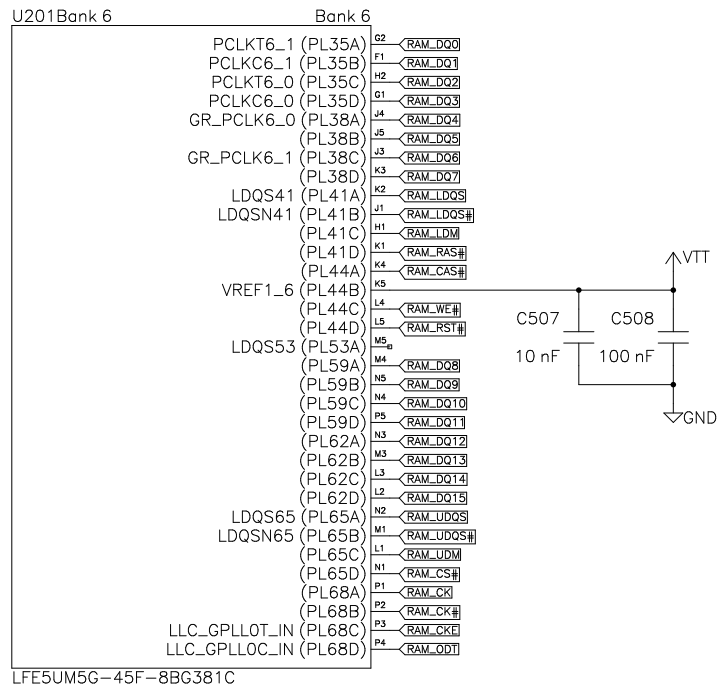 U201Bank 6 Bank 6
PCLKT6_1 (PL35A) G2 RAM_DQ0
PCLKC6_1 (PL35B) F1 RAM_DQ1
PCLKT6_0 (PL35C) H2 RAM_DQ2
PCLKC6_0 (PL35D) G1 RAM_DQ3
GR_PCLK6_0 (PL38A) J4 RAM_DQ4
(PL38B) J5 RAM_DQ5
GR_PCLK6_1 (PL38C) J3 RAM_DQ6
(PL38D) K3 RAM_DQ7
LDQS41 (PL41A) K2 RAM_LDQS
LDQSN41 (PL41B) J1 RAM_LDQS#
(PL41C) H1 RAM_LDM
(PL41D) K1 RAM_RAS#
(PL44A) K4 RAM_CAS#
VTT
VREF1_6 (PL44B) K5
(PL44C) L4 RAM_WE#
C507 C508
(PL44D) L5 RAM_RST#
LDQS53 (PL53A) M5
10 nF 100 nF
(PL59A) M4 RAM_DQ8
(PL59B) N5 RAM_DQ9
(PL59C) N4 RAM_DQ10
GND
(PL59D) P5 RAM_DQ11
(PL62A) N3 RAM_DQ12
(PL62B) M3 RAM_DQ13
(PL62C) L3 RAM_DQ14
(PL62D) L2 RAM_DQ15
LDQS65 (PL65A) N2 RAM_UDQS
LDQSN65 (PL65B) M1 RAM_UDQS#
(PL65C) L1 RAM_UDM
(PL65D) N1 RAM_CS#
(PL68A) P1 RAM_CK
(PL68B) P2 RAM_CK#
LLC_GPLL0T_IN (PL68C) P3 RAM_CKE
LLC_GPLL0C_IN (PL68D) P4 RAM_ODT
LFE5UM5G-45F-8BG381C